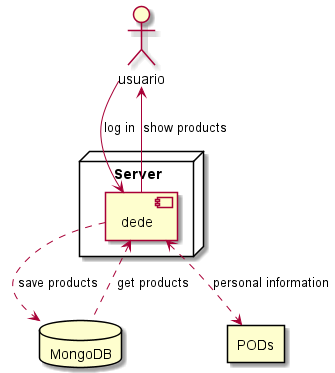 usuario
log in
show products
Server
dede
save products
get products
personal information
MongoDB
PODs